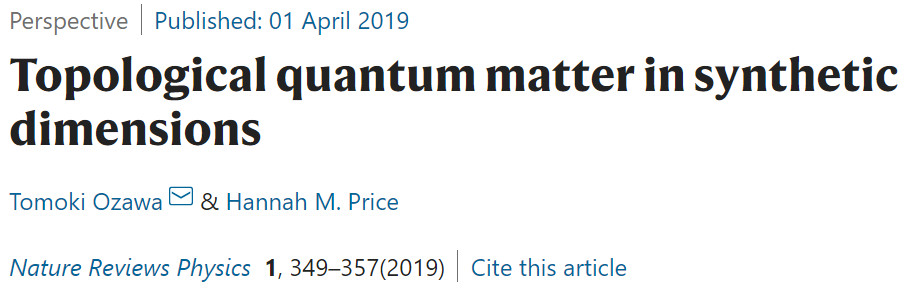 Perspective | Published: 01 April 2019
Topological quantum matter in synthetic
dimensions
Tomoki Ozawa & Hannah M. Price
Nature Reviews Physics 1, 349–357(2019) | Cite this article